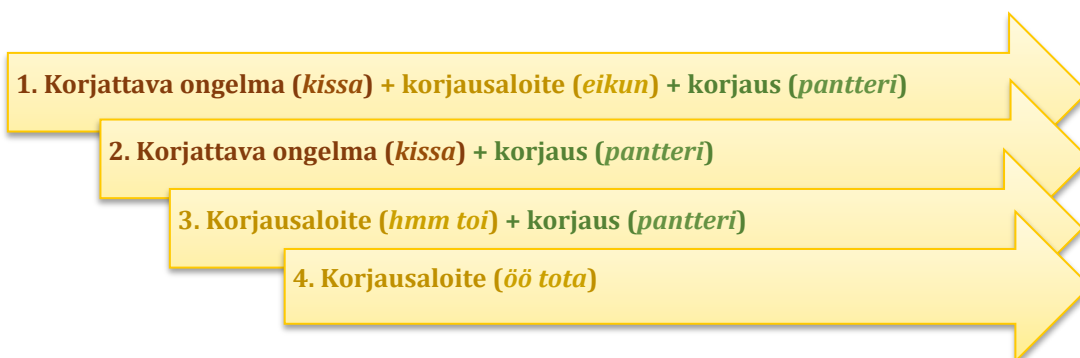 1. Korjattava ongelma (kissa) + korjausaloite (eikun) + korjaus (pantteri)
2. Korjattava ongelma (kissa) + korjaus (pantteri)
3. Korjausaloite (hmm toi) + korjaus (pantteri)
4. Korjausaloite (öö tota)